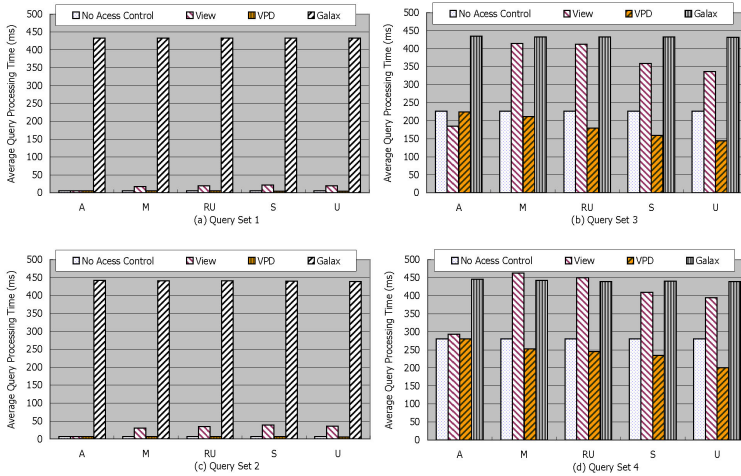 No Acess Control View VPD Galax
Average Query Processing Time (ms)
500
450
400
350
300
250
200
150
100
50
0
A M RU S U
(a) Query Set 1
No Acess Control View VPD Galax
Average Query Processing Time (ms)
500
450
400
350
300
250
200
150
100
50
0
A M RU S U
(b) Query Set 3
No Acess Control View VPD Galax
Average Query Processing Time (ms)
500
450
400
350
300
250
200
150
100
50
0
A M RU S U
(c) Query Set 2
No Acess Control View VPD Galax
Average Query Processing Time (ms)
500
450
400
350
300
250
200
150
100
50
0
A M RU S U
(d) Query Set 4